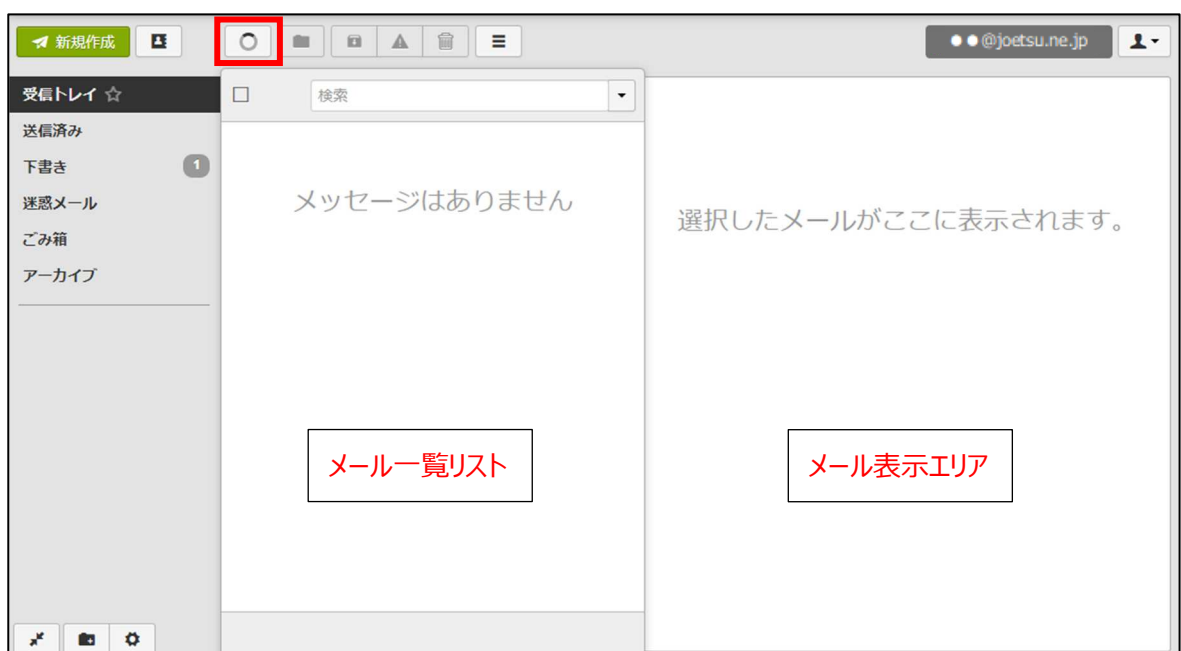 新規作成
●●@joetsu.ne.jp
受信トレイ
検索
送信済み
下書き 1
迷惑メール
ごみ箱
アーカイブ
メッセージはありません
選択したメールがここに表示されます。
メール一覧リスト
メール表示エリア